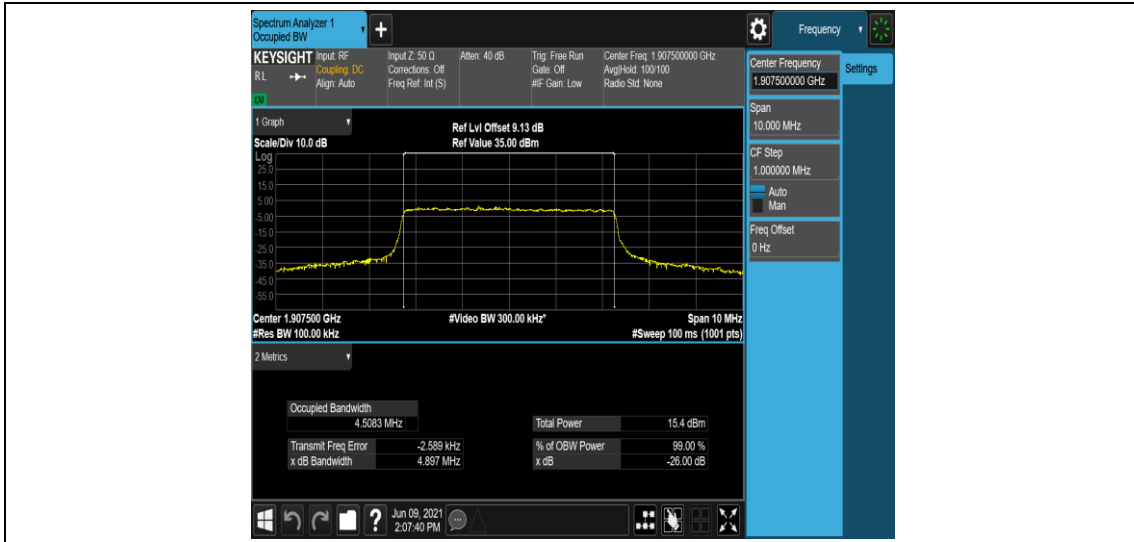 Spectrum Analyzer 1
Occupied BW
+
Frequency
KEYSIGHT
RL
Input: RF
Coupling: DC
Align: Auto
Input Z: 50 Ω
Corrections: Off
Freq Ref: Int (S)
Atten: 40 dB
Trig: Free Run
Gate: Off
#IF Gain: Low
Center Freq: 1.907500000 GHz
Avg|Hold: 100/100
Radio Std: None
Center Frequency
1.907500000 GHz
Settings
Span
10.000 MHz
CF Step
1.000000 MHz
Auto
Man
Freq Offset
0 Hz
1 Graph
Scale/Div 10.0 dB
Ref Lvl Offset 9.13 dB
Ref Value 35.00 dBm
Log
25.0
15.0
5.00
-5.00
-15.0
-25.0
-35.0
-45.0
-55.0
Center 1.907500 GHz
#Video BW 300.00 kHz*
Span 10 MHz
#Res BW 100.00 kHz
#Sweep 100 ms (1001 pts)
2 Metrics
Occupied Bandwidth
4.5083 MHz
Total Power 15.4 dBm
Transmit Freq Error -2.589 kHz
% of OBW Power 99.00 %
x dB Bandwidth 4.897 MHz
x dB -26.00 dB
?
Jun 09, 2021
2:07:40 PM